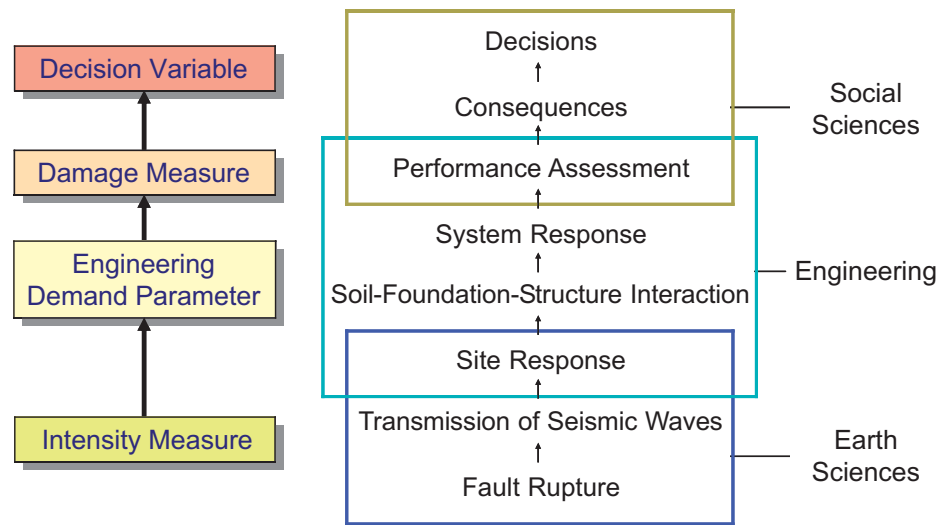 Decision Variable
Damage Measure
Engineering
Demand Parameter
Intensity Measure
Decisions
Consequences
Performance Assessment
System Response
Soil-Foundation-Structure Interaction
Site Response
Transmission of Seismic Waves
Fault Rupture
Social
Sciences
Engineering
Earth
Sciences